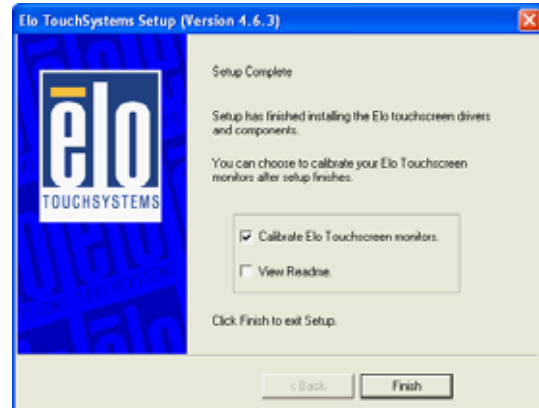 Elo TouchSystems Setup (Version 4.6.3)
elo
TOUCHSYSTEMS
Setup Complete
Setup has finished installing the Elo touchscreen drivers
and components.
You can choose to calibrate your Elo Touchscreen
monitors after setup finishes.
Calibrate Elo Touchscreen monitors.
View Readme.
Click Finish to exit Setup.
< Back
Finish